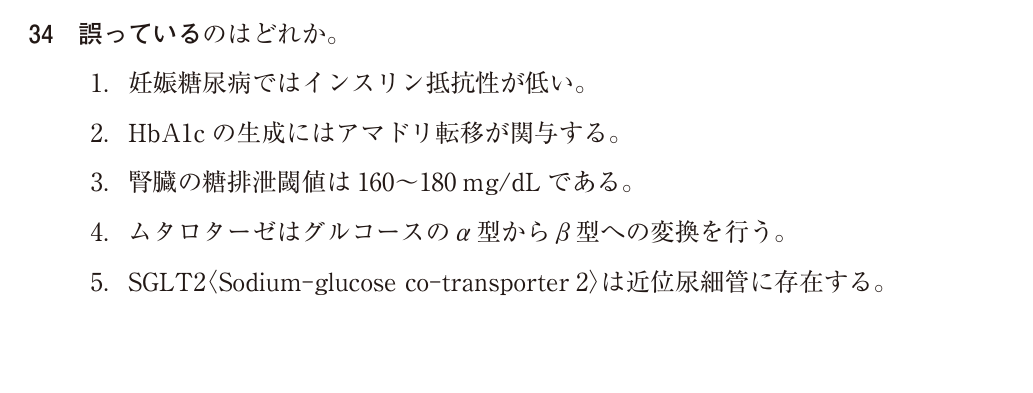 34 誤っているのはどれか。
1. 妊娠糖尿病ではインスリン抵抗性が低い。
2. HbA1c の生成にはアマドリ転移が関与する。
3. 腎臓の糖排泄閾値は 160〜180 mg/dL である。
4. ムタロターゼはグルコースの α 型から β 型への変換を行う。
5. SGLT2〈Sodium-glucose co-transporter 2〉は近位尿細管に存在する。